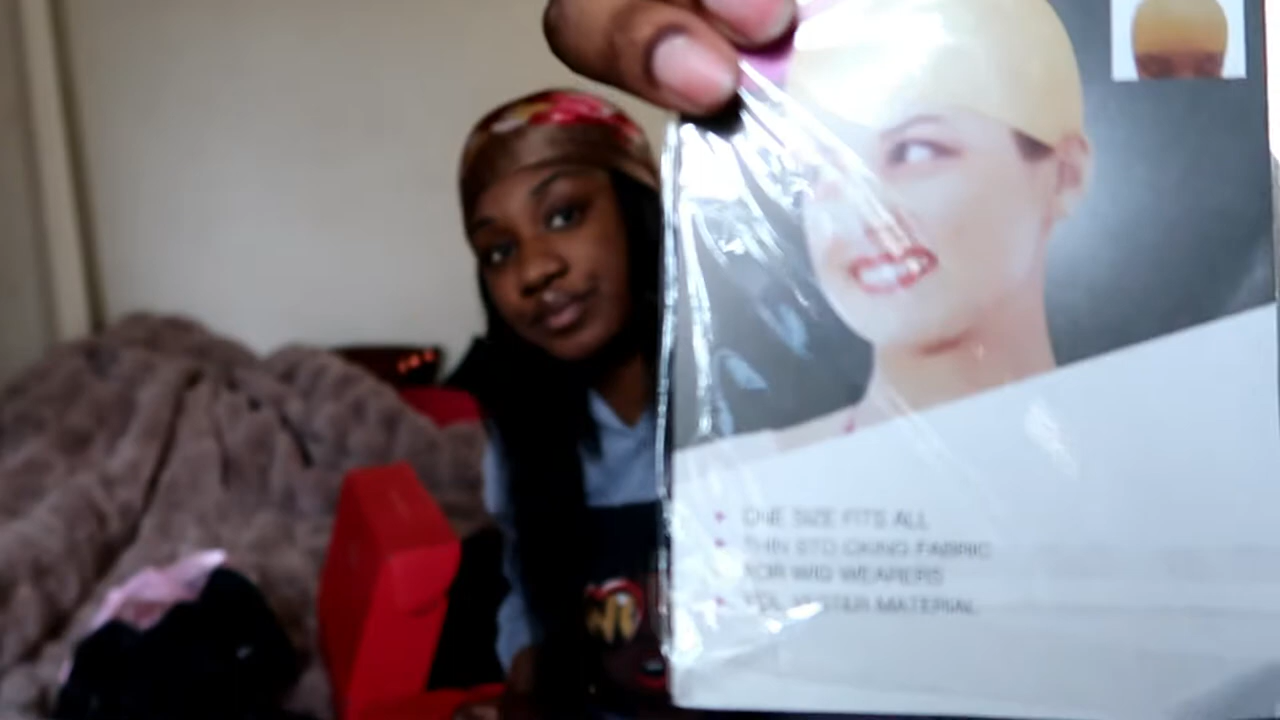 ONE SIZE FITS ALL
THIN STOCKING FABRIC
FOR WIG WEARERS
POLYESTER MATERIAL